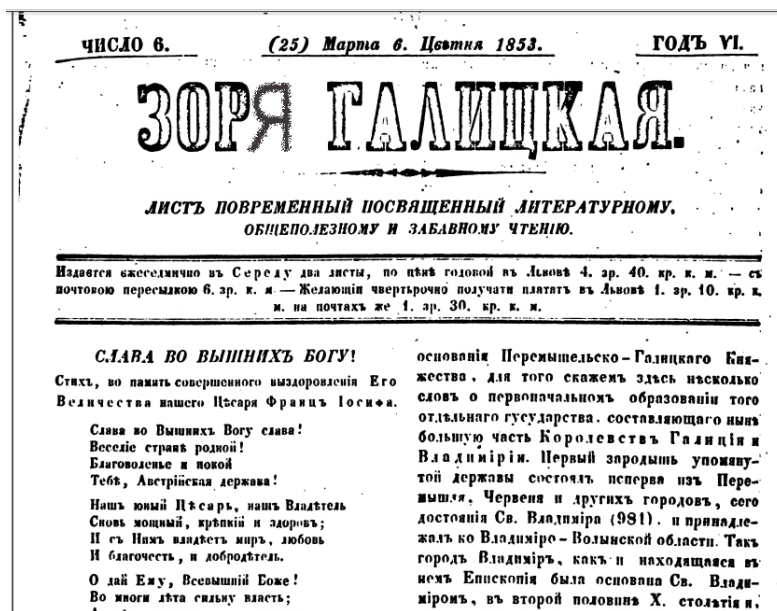 ЧИСЛО 6.
(25) Марта 6. Цвѣтня 1853.
ГОДЪ VI.
ЗОРЯ ГАЛИЦКАЯ.
ЛИСТЪ ПОВРЕМЕННЫЙ ПОСВЯЩЕННЫЙ ЛИТЕРАТУРНОМУ,
ОБЩЕПОЛЕЗНОМУ И ЗАБАВНОМУ ЧТЕНІЮ.
Издается ежеседмично въ Середу два листы, по цѣнѣ годовой въ Львовѣ 4. зр. 40. кр. к. м. — съ
почтовою пересылкою 6. зр. к. м — Желающіи чвертьрочно получати платятъ въ Львовѣ 1. зр. 10. кр. к.
м. на почтахъ же 1. зр. 30. кр. к. м.
СЛАВА ВО ВЫШНИХЪ БОГУ!
Стихъ, во память совершенного выздоровленія Его
Величества нашего Цѣсаря Францъ Іосифа.
Слава во Вышнихъ Богу слава!
Веселіе странѣ родной!
Благоволенье и покой
Тебѣ, Австрійская держава!
Нашъ юный Цѣсарь, нашъ Владѣтель
Сновь мощный, крѣпкій и здоровъ;
И съ Нимъ владѣетъ миръ, любовь
И благочесть, и добродѣтель.
О дай Ему, Всевышній Боже!
Во многи лѣта сильну власть;
основанія Перемышельско-Галицкаго Кня-
жества, для того скажемъ здѣсь нѣсколько
словъ о первоначальномъ образованіи того
отдѣльнаго государства, составляющаго нынѣ
большую часть Королевствъ Галиціи и
Владиміріи. Первый зародышь упомяну-
той державы состоялъ исперва изъ Пере-
мышля, Червеня и другихъ городовъ, сего
достоянія Св. Владиміра (981). и принадле-
жалъ ко Владиміро-Волынской области. Такъ
городъ Владиміръ, какъ и находящаяся въ
немъ Епископія была основана Св. Влади-
міромъ, въ второй половинѣ X. столѣтія и,